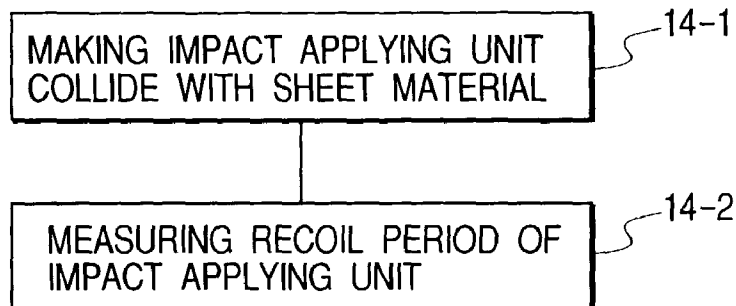 MAKING IMPACT APPLYING UNIT
COLLIDE WITH SHEET MATERIAL
14-1
MEASURING RECOIL PERIOD OF
IMPACT APPLYING UNIT
14-2